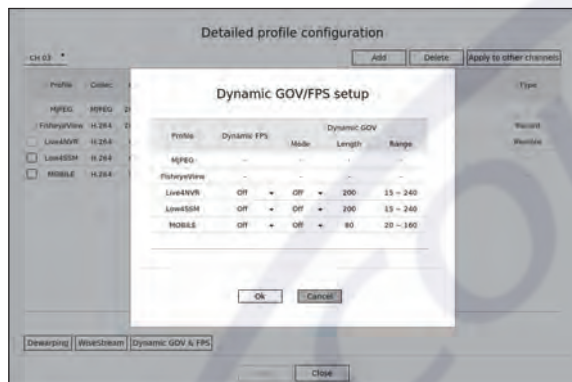 Detailed profile configuration
CH 03
Add Delete Apply to other channels
Profile Codec Type
MJPEG MJPEG
FisheyeView H.264 Record
Live4NVR H.264 Remote
Low4SSM H.264
MOBILE H.264
Dynamic GOV/FPS setup
Profile Dynamic FPS Dynamic GOV
Mode Length Range
MJPEG - - - -
FisheyeView - - - -
Live4NVR Off Off 200 15 ~ 240
Low4SSM Off Off 200 15 ~ 240
MOBILE Off Off 80 20 ~ 160
Ok Cancel
Dewarping WiseStream Dynamic GOV & FPS
Close